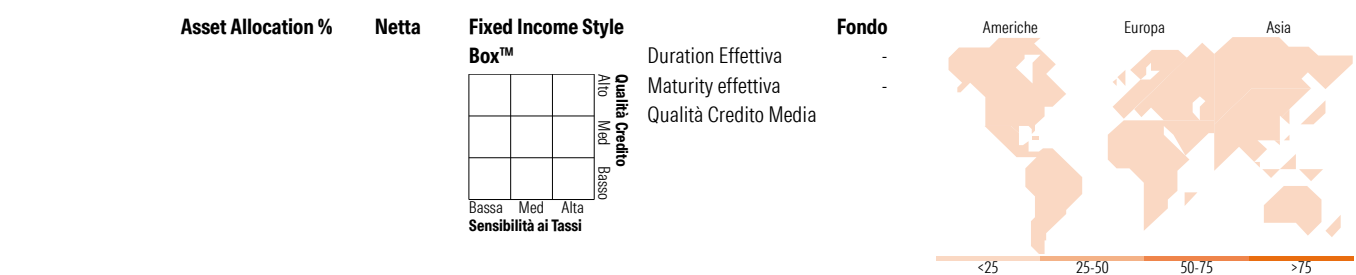 Asset Allocation % Netta
Fixed Income Style Fondo
Box™
Duration Effettiva -
Maturity effettiva -
Qualità Credito Media
Alto Med Basso
Qualità Credito
Bassa Med Alta
Sensibilità ai Tassi
Americhe Europa Asia
<25 25-50 50-75 >75